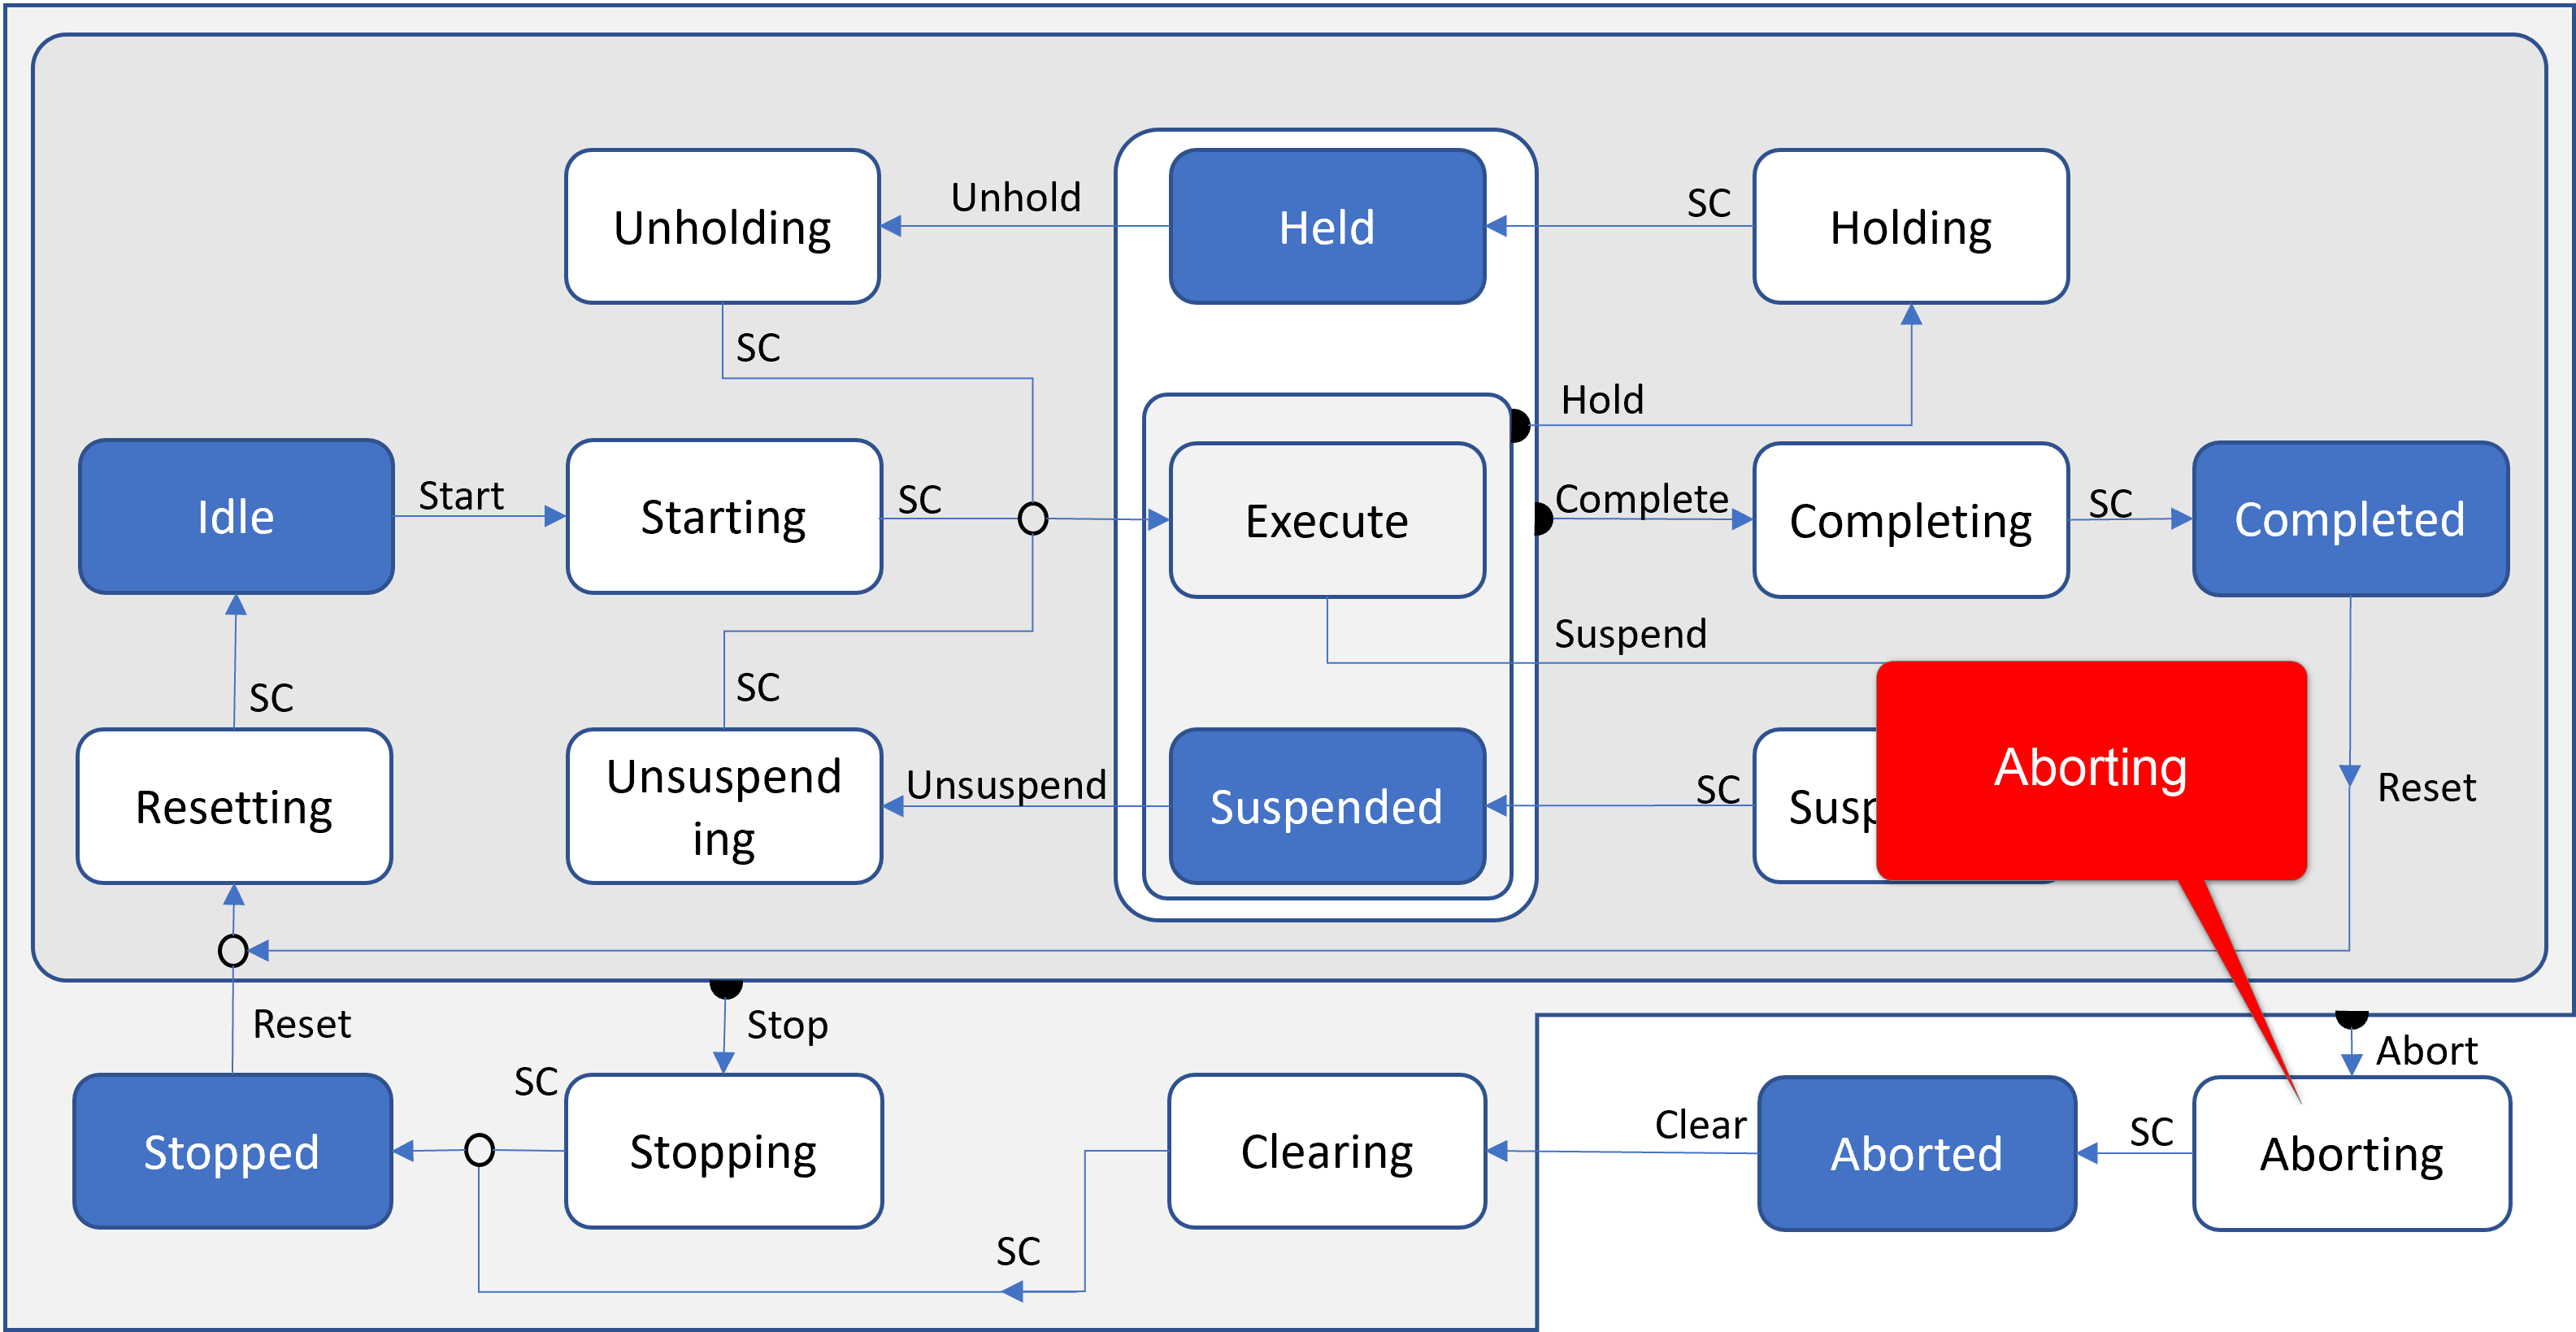 Unholding
Unhold
Held
SC
Holding
SC
Hold
Idle
Start
Starting
SC
Execute
Complete
Completing
SC
Completed
Suspend
SC
SC
Resetting
Unsuspend
ing
Unsuspend
Suspended
SC
Susp
Aborting
Reset
Reset
Stop
Abort
SC
Stopped
Stopping
Clearing
Clear
Aborted
SC
Aborting
SC